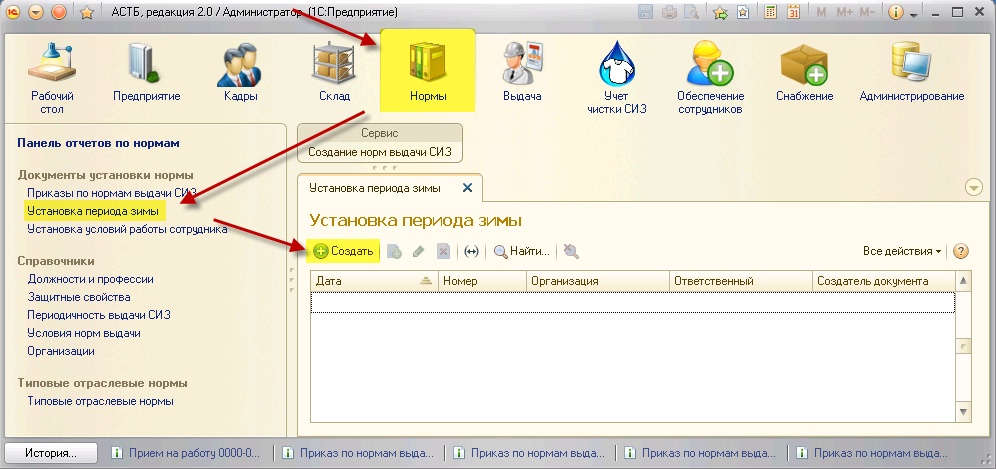 АСТБ, редакция 2.0 / Администратор (1С:Предприятие)
M M+ M-
Рабочий стол
Предприятие
Кадры
Склад
Нормы
Выдача
Учет чистки СИЗ
Обеспечение сотрудников
Снабжение
Администрирование
Панель отчетов по нормам
Документы установки нормы
Приказы по нормам выдачи СИЗ
Установка периода зимы
Установка условий работы сотрудника
Справочники
Должности и профессии
Защитные свойства
Периодичность выдачи СИЗ
Условия норм выдачи
Организации
Типовые отраслевые нормы
Типовые отраслевые нормы
Сервис
Создание норм выдачи СИЗ
Установка периода зимы
Установка периода зимы
Создать
Найти...
Все действия
Дата Номер Организация Ответственный Создатель документа
История...
Прием на работу 0000-0...
Приказ по нормам выда...
Приказ по нормам выда...
Приказ по нормам выда...
Приказ по нормам выда...